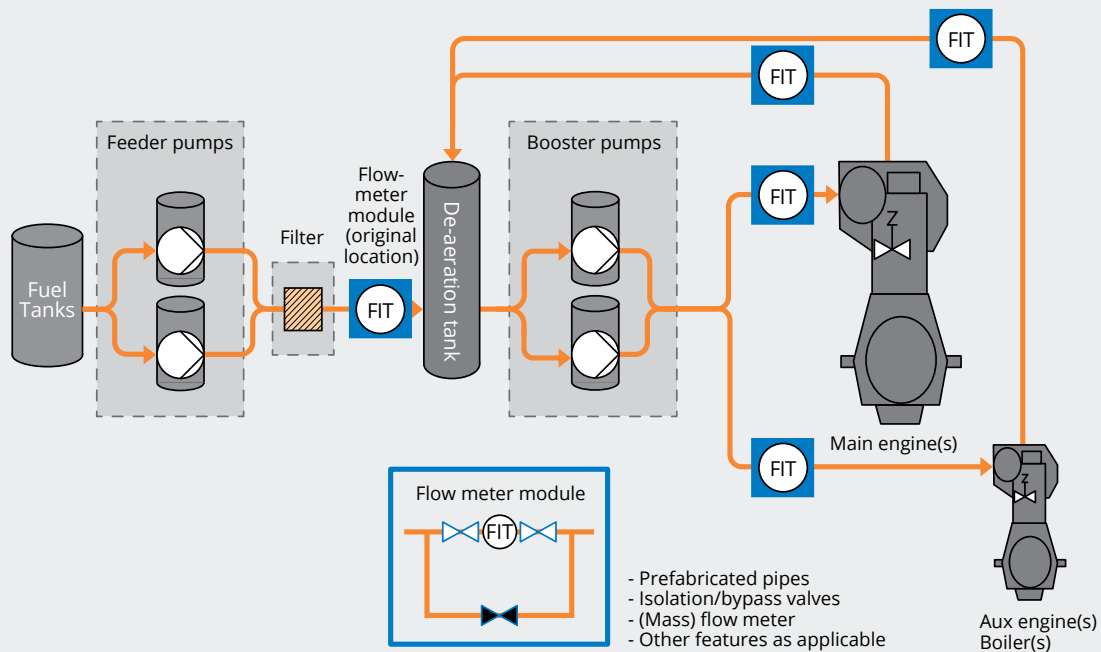 FIT
FIT
Feeder pumps
Booster pumps
Flow-
meter
module
(original
location)
De-aeration tank
FIT
Filter
Fuel
Tanks
FIT
Main engine(s)
FIT
Flow meter module
FIT
- Prefabricated pipes
- Isolation/bypass valves
- (Mass) flow meter
- Other features as applicable
Aux engine(s)
Boiler(s)